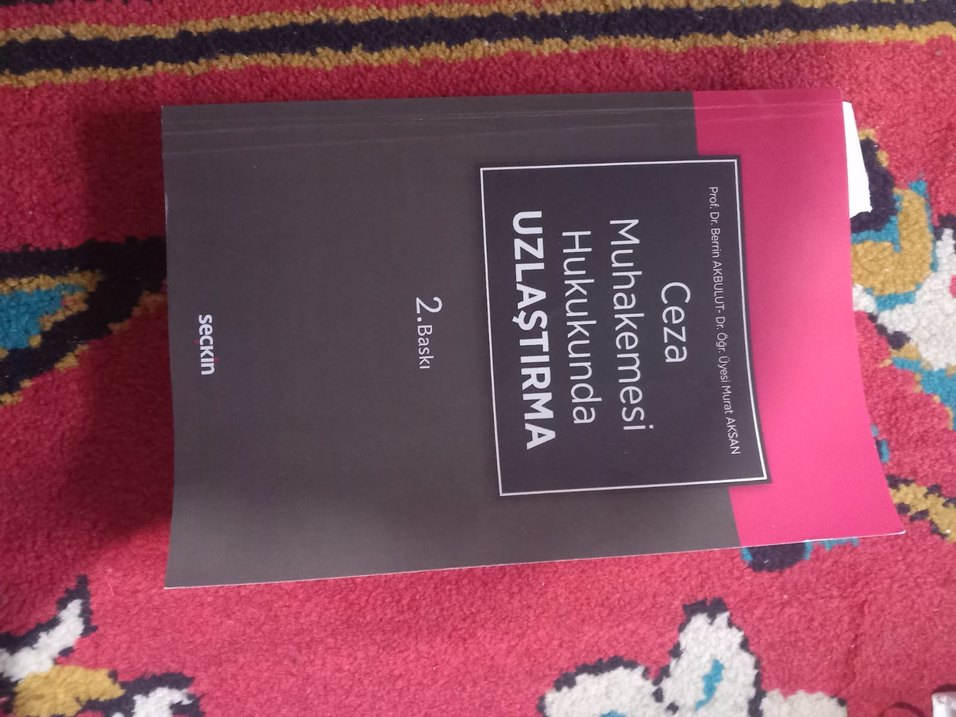 Prof. Dr. Berrin AKBULUT- Dr. Öğr. Üyesi Murat AKSAN
Ceza
Muhakemesi
Hukukunda
UZLAŞTIRMA
2. Baskı
seçkin